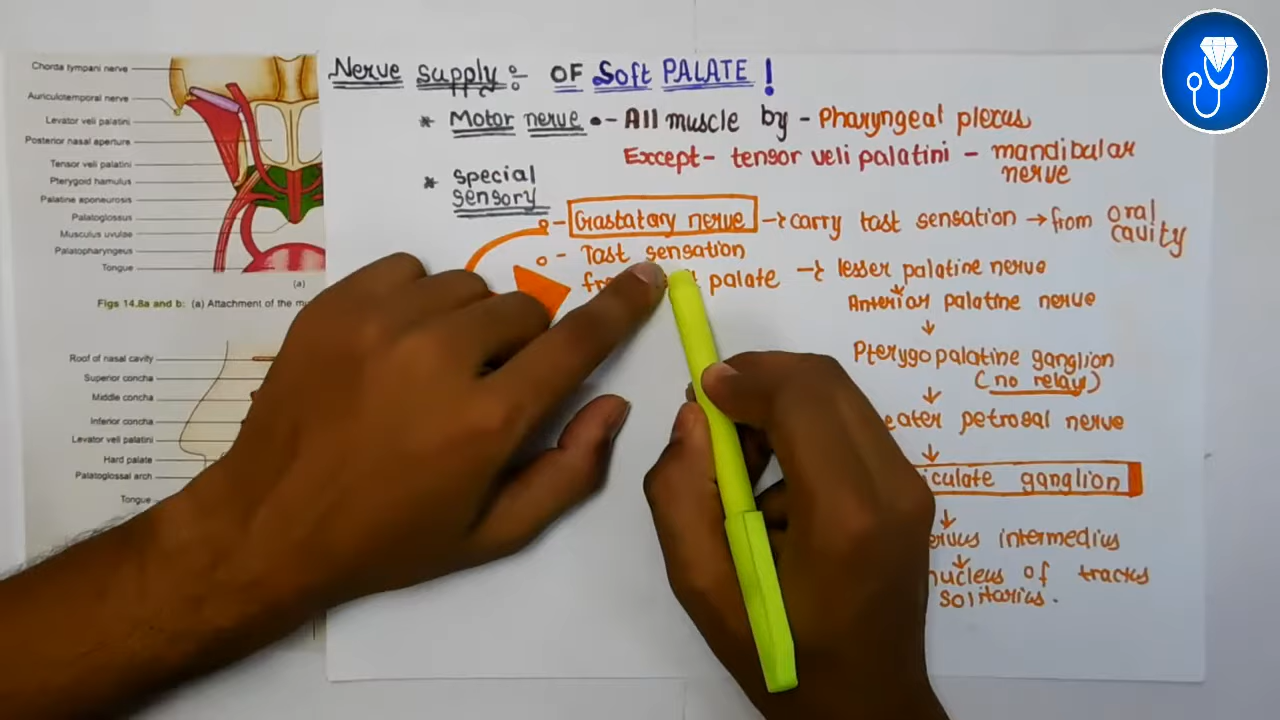 Chorda tympani nerve
Auriculotemporal nerve
Levator veli palatini
Posterior nasal aperture
Tensor veli palatini
Pterygoid hamulus
Palatine aponeurosis
Palatoglossus
Musculus uvulae
Palatopharyngeus
Tongue
(a)
Figs 14.8a and b: (a) Attachment of the
Roof of nasal cavity
Superior concha
Middle concha
Inferior concha
Levator veli palatini
Hard palate
Palatoglossal arch
Tongue
Nerve supply:- OF Soft PALATE !
* Motor nerve •- All muscle by - Pharyngeal plexus
Except - tensor veli palatini - mandibular
nerve
* special
sensory
- Grastatary nerve → carry tast sensation → from oral
cavity
- Tast sensation
palate → lesser palatine nerve
Anterior palatine nerve
↓
Pterygopalatine ganglion
(no relay)
↓
eater petrosal nerve
↓
iculate ganglion
↓
ervus intermedius
↓
nucleus of tractus
solitarius.